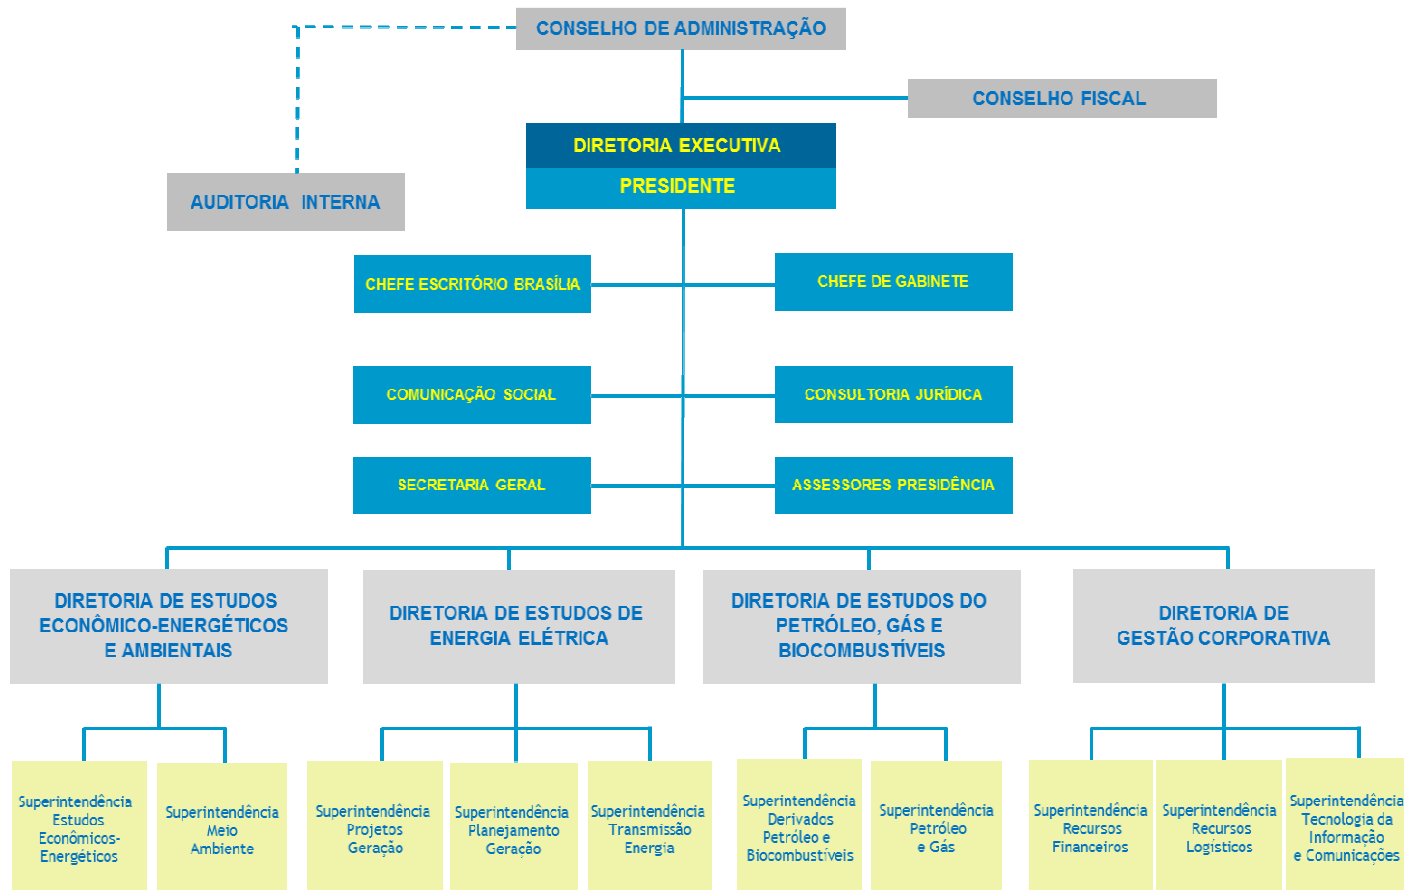 CONSELHO DE ADMINISTRAÇÃO
CONSELHO FISCAL
DIRETORIA EXECUTIVA
PRESIDENTE
AUDITORIA INTERNA
CHEFE ESCRITÓRIO BRASÍLIA
CHEFE DE GABINETE
COMUNICAÇÃO SOCIAL
CONSULTORIA JURÍDICA
SECRETARIA GERAL
ASSESSORES PRESIDÊNCIA
DIRETORIA DE ESTUDOS
ECONÔMICO-ENERGÉTICOS
E AMBIENTAIS
DIRETORIA DE ESTUDOS DE
ENERGIA ELÉTRICA
DIRETORIA DE ESTUDOS DO
PETRÓLEO, GÁS E
BIOCOMBUSTÍVEIS
DIRETORIA DE
GESTÃO CORPORATIVA
Superintendência
Estudos
Econômicos-
Energéticos
Superintendência
Meio
Ambiente
Superintendência
Projetos
Geração
Superintendência
Planejamento
Geração
Superintendência
Transmissão
Energia
Superintendência
Derivados
Petróleo e
Biocombustíveis
Superintendência
Petróleo
e Gás
Superintendência
Recursos
Financeiros
Superintendência
Recursos
Logísticos
Superintendência
Tecnologia da
Informação
e Comunicações